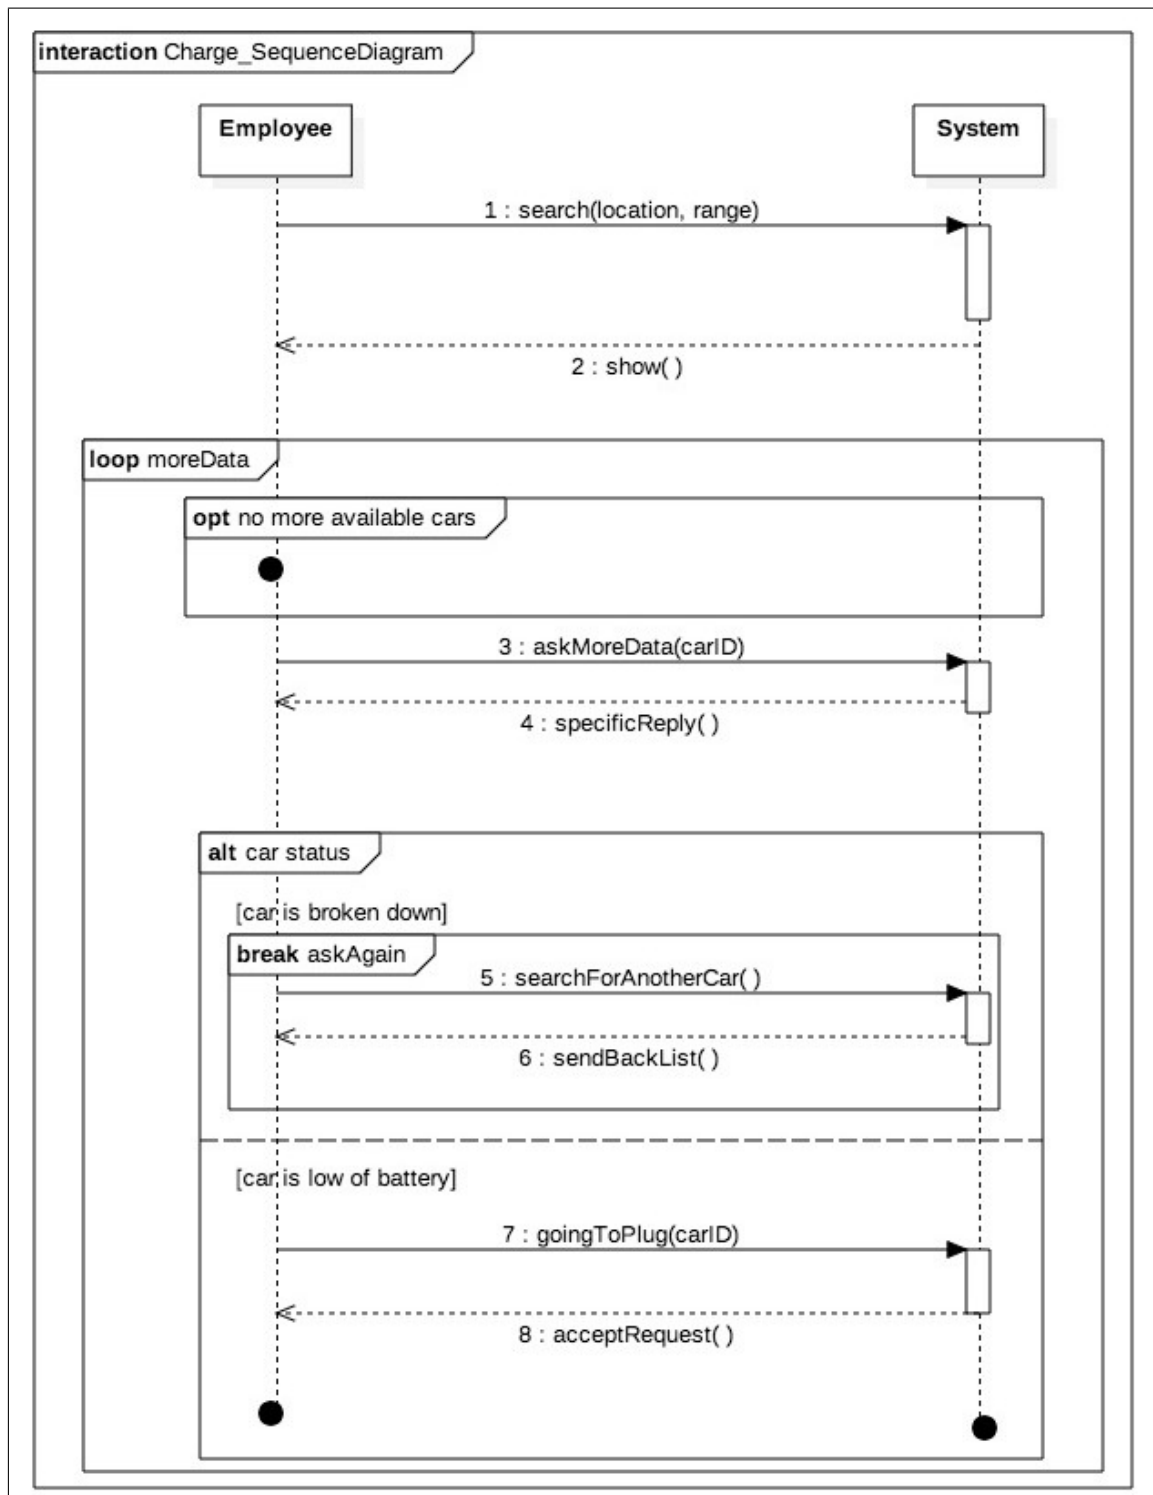 interaction Charge_SequenceDiagram
Employee
System
1 : search(location, range)
2 : show( )
loop moreData
opt no more available cars
3 : askMoreData(carID)
4 : specificReply( )
alt car status
[car is broken down]
break askAgain
5 : searchForAnotherCar( )
6 : sendBackList( )
[car is low of battery]
7 : goingToPlug(carID)
8 : acceptRequest( )